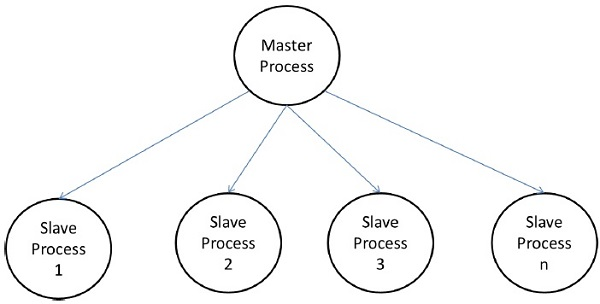 Master
Process
Slave
Process
1
Slave
Process
2
Slave
Process
3
Slave
Process
n